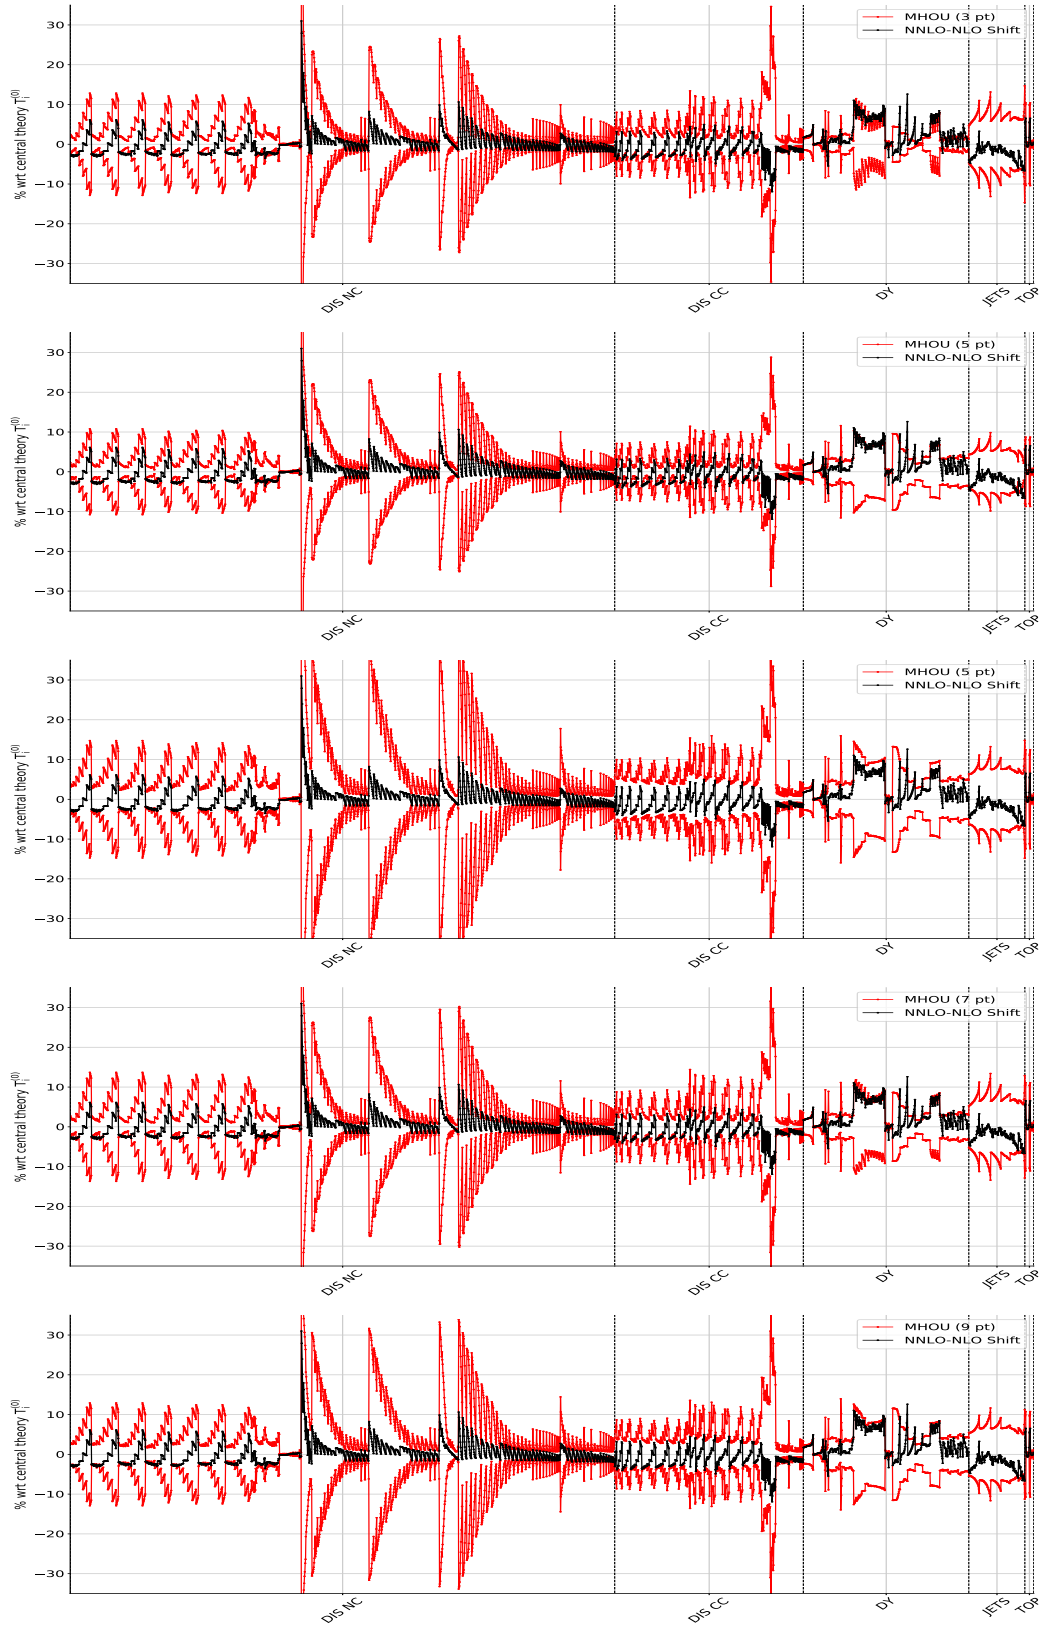 30
20
10
0
−10
−20
−30
% wrt central theory T_i^(0)
MHOU (3 pt)
NNLO-NLO Shift
DIS NC
DIS CC
DY
JETS
TOP
30
20
10
0
−10
−20
−30
% wrt central theory T_i^(0)
MHOU (5 pt)
NNLO-NLO Shift
DIS NC
DIS CC
DY
JETS
TOP
30
20
10
0
−10
−20
−30
% wrt central theory T_i^(0)
MHOU (5 pt)
NNLO-NLO Shift
DIS NC
DIS CC
DY
JETS
TOP
30
20
10
0
−10
−20
−30
% wrt central theory T_i^(0)
MHOU (7 pt)
NNLO-NLO Shift
DIS NC
DIS CC
DY
JETS
TOP
30
20
10
0
−10
−20
−30
% wrt central theory T_i^(0)
MHOU (9 pt)
NNLO-NLO Shift
DIS NC
DIS CC
DY
JETS
TOP